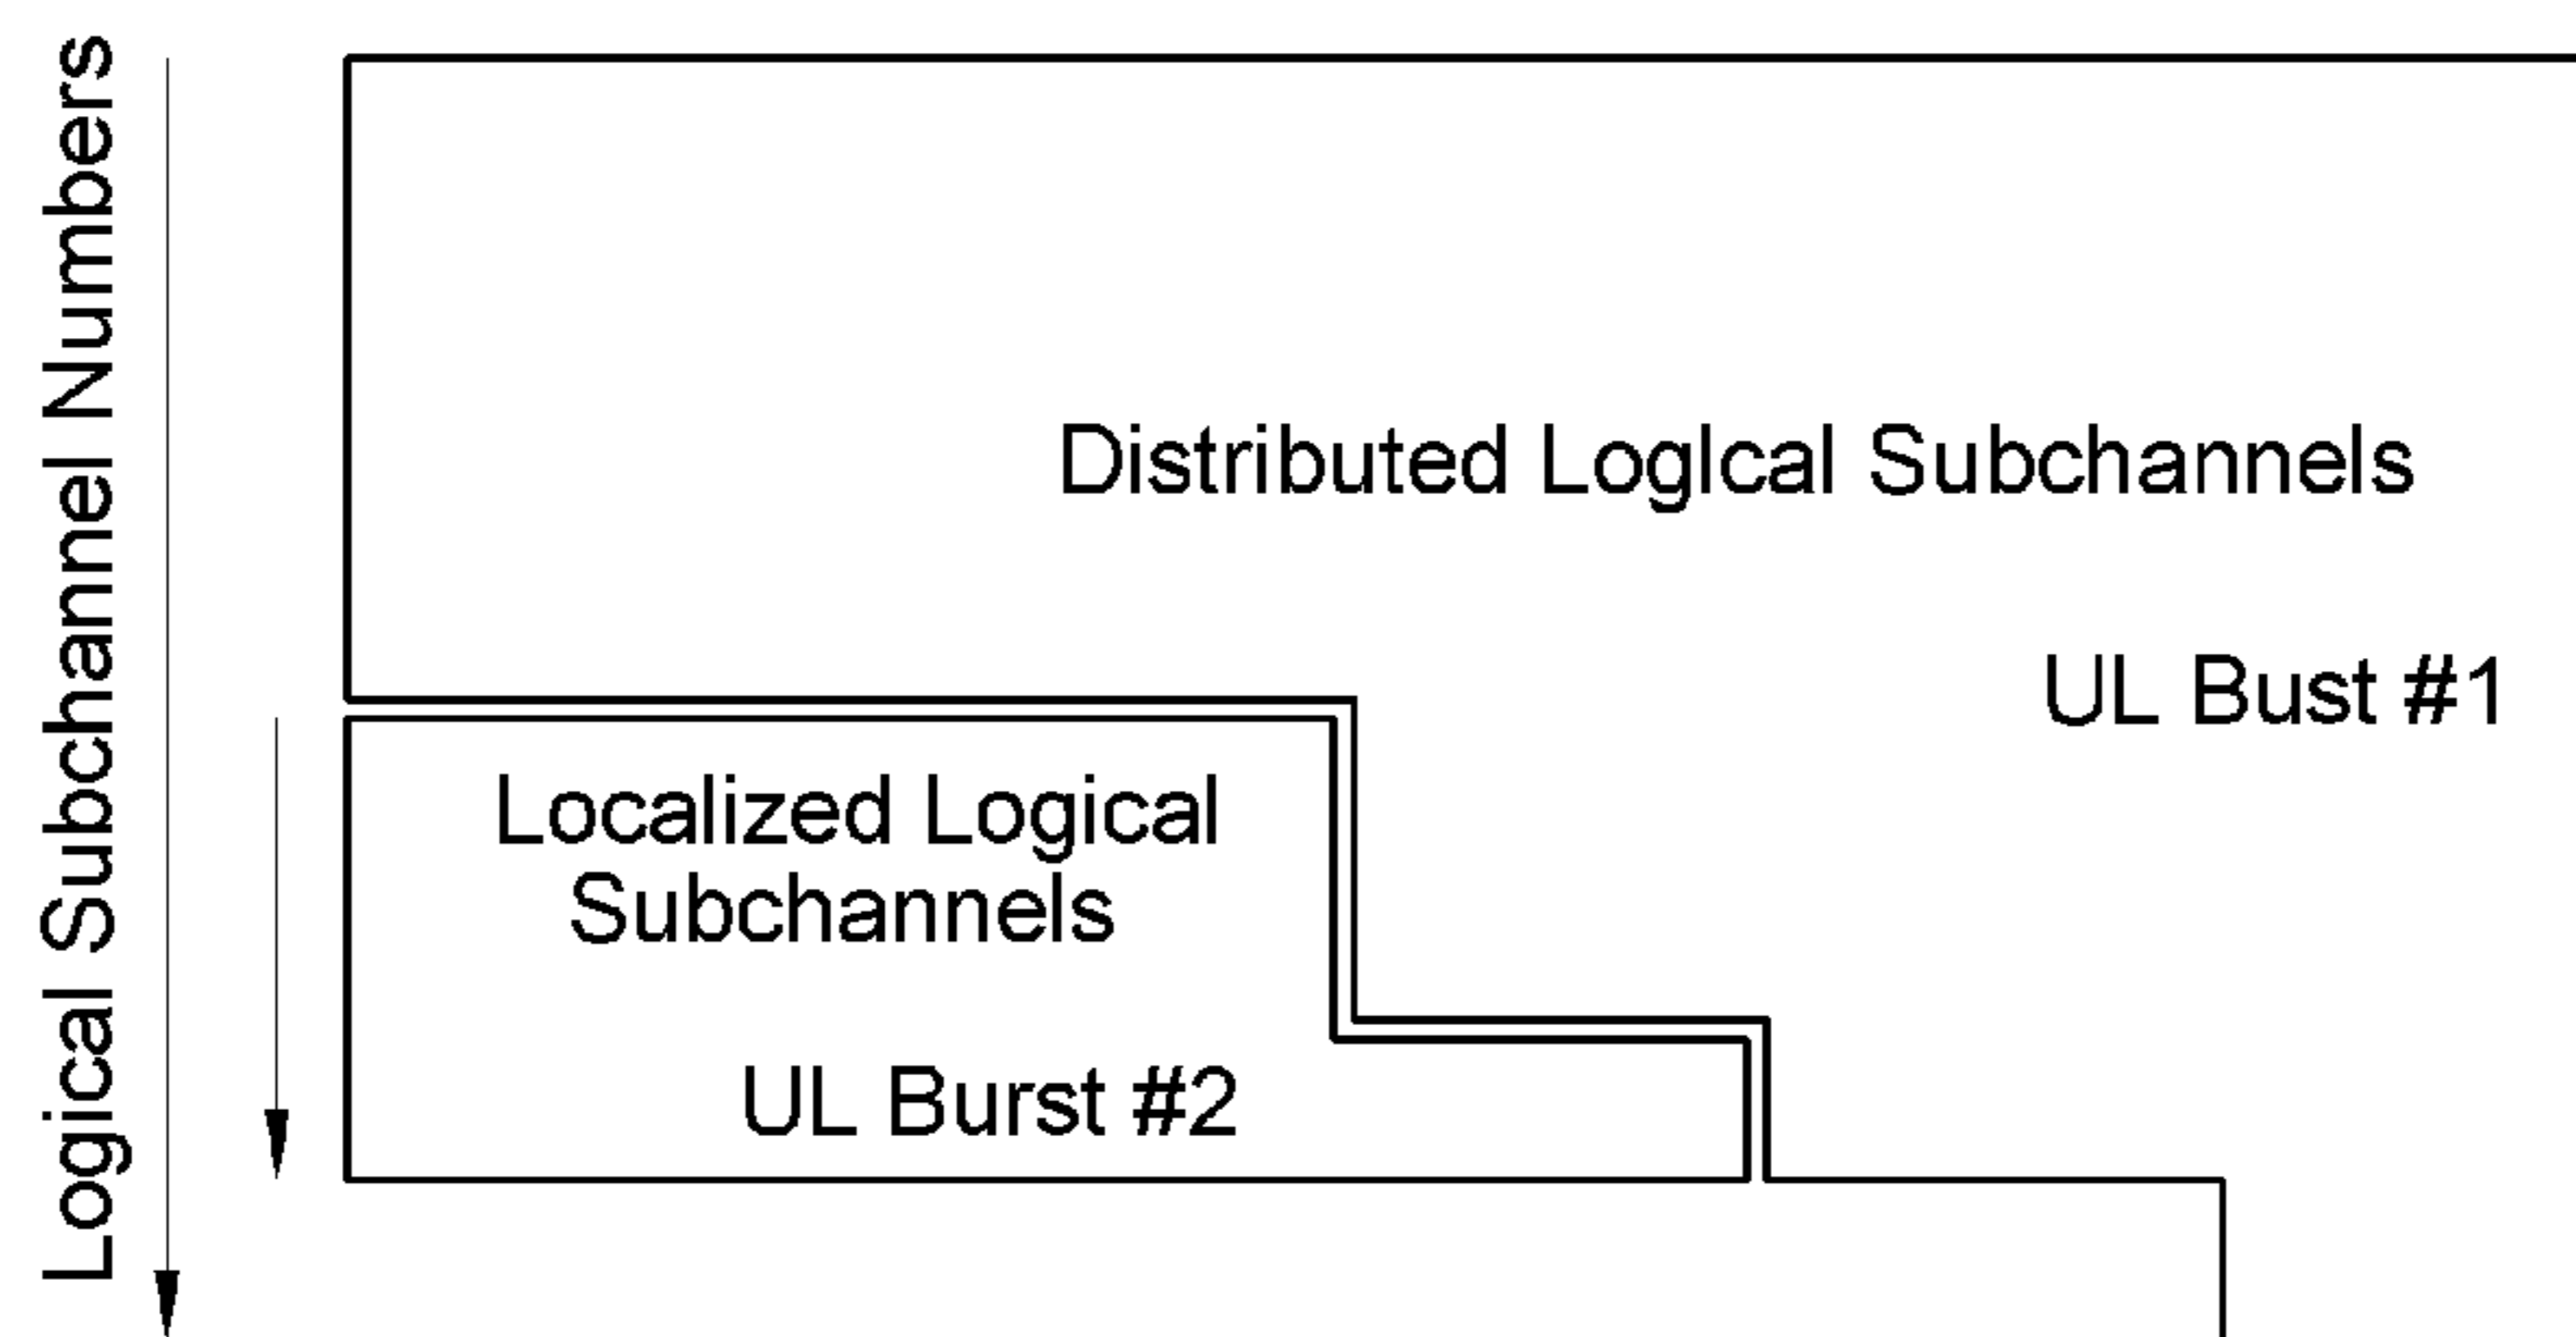 Logical Subchannel Numbers
Distributed Loglcal Subchannels
UL Bust #1
Localized Logical
Subchannels
UL Burst #2